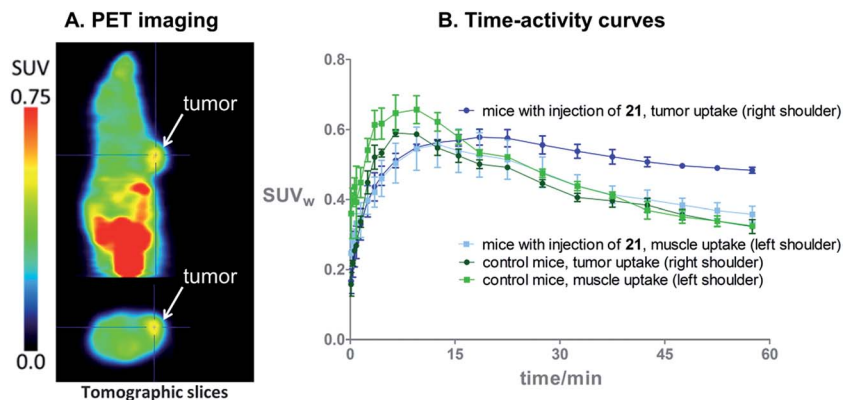 A. PET imaging
B. Time-activity curves
SUV
0.75
0.0
tumor
tumor
Tomographic slices
0.8
0.6
0.4
0.2
0.0
SUVw
0
15
30
45
60
time/min
mice with injection of 21, tumor uptake (right shoulder)
mice with injection of 21, muscle uptake (left shoulder)
control mice, tumor uptake (right shoulder)
control mice, muscle uptake (left shoulder)